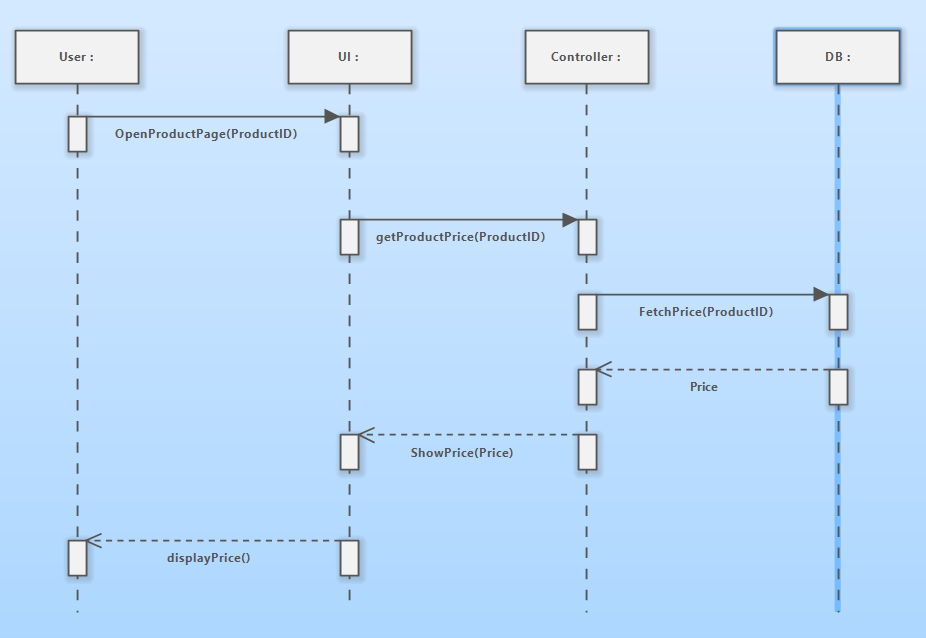 User :
UI :
Controller :
DB :
OpenProductPage(ProductID)
getProductPrice(ProductID)
FetchPrice(ProductID)
Price
ShowPrice(Price)
displayPrice()